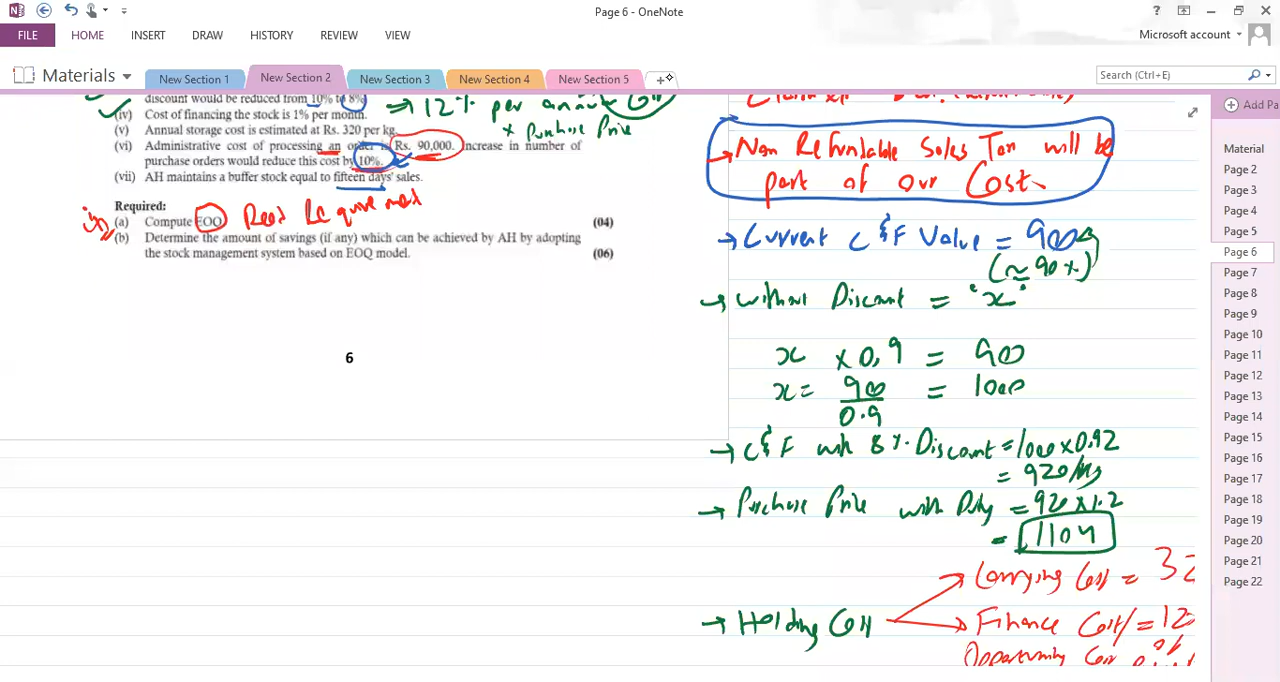 Page 6 - OneNote
FILE HOME INSERT DRAW HISTORY REVIEW VIEW
Microsoft account
Materials New Section 1 New Section 2 New Section 3 New Section 4 New Section 5
Search (Ctrl+E)
discount would be reduced from 10% to 8%
(iv) Cost of financing the stock is 1% per month.
→ 12% per annum
× Purchase Price
(v) Annual storage cost is estimated at Rs. 320 per kg.
(vi) Administrative cost of processing an order is Rs. 90,000. Increase in number of
purchase orders would reduce this cost by 10%.
(vii) AH maintains a buffer stock equal to fifteen days' sales.
Required:
(a) Compute EOQ (04)
Read Requirement
(b) Determine the amount of savings (if any) which can be achieved by AH by adopting
the stock management system based on EOQ model. (06)
6
→ Non Refundable Sales Tax will be
part of our Cost.
→ Current C&F Value = 900
(≈ 90%)
→ Without Discount = 'x'
x × 0.9 = 900
x = 900 / 0.9 = 1000
→ C&F with 8% Discount = 1000 × 0.92
= 920
→ Purchase Price with Duty = 920 × 1.2
= 1104
→ Holding Cost
Carrying Cost = 32
Finance Cost / = 12
Opportunity Cost
Add Pa
Material
Page 2
Page 3
Page 4
Page 5
Page 6
Page 7
Page 8
Page 9
Page 10
Page 11
Page 12
Page 13
Page 14
Page 15
Page 16
Page 17
Page 18
Page 19
Page 20
Page 21
Page 22